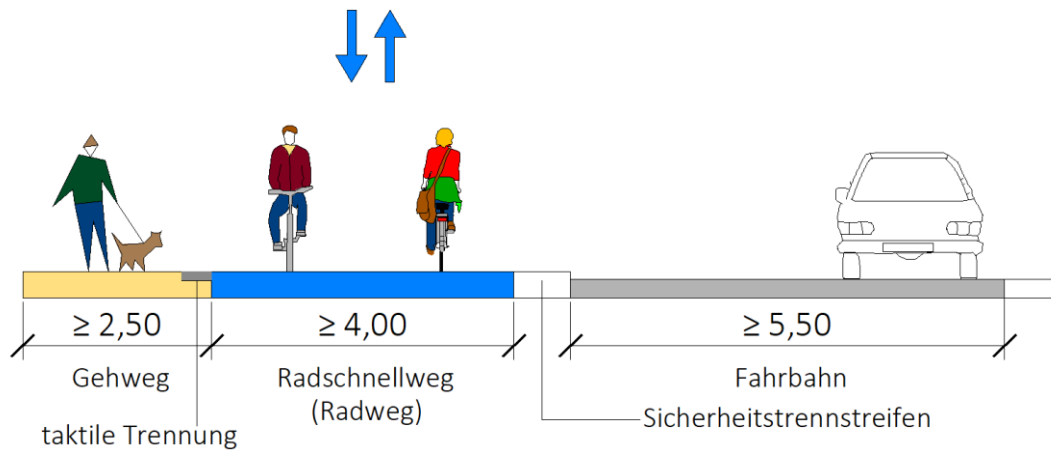 ≥ 2,50
≥ 4,00
≥ 5,50
Gehweg
Radschnellweg
(Radweg)
Fahrbahn
taktile Trennung
Sicherheitstrennstreifen